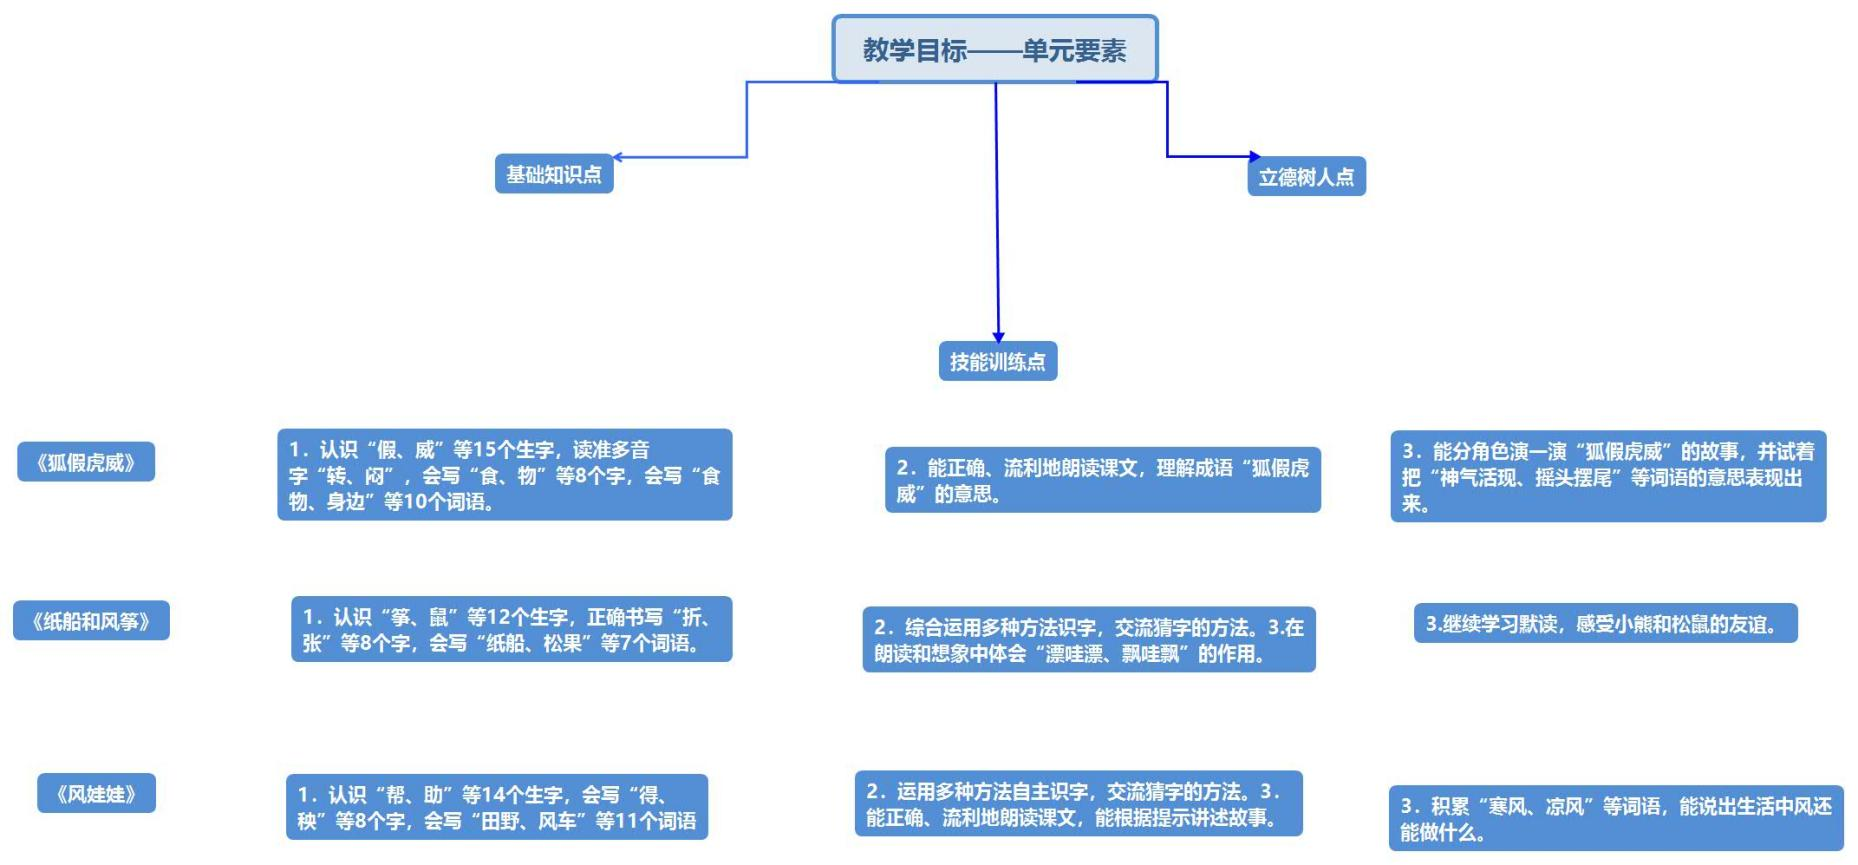 教学目标——单元要素
基础知识点
立德树人点
技能训练点
《狐假虎威》
1．认识“假、威”等15个生字，读准多音
字“转、闷”，会写“食、物”等8个字，会写“食
物、身边”等10个词语。
2．能正确、流利地朗读课文，理解成语“狐假虎
威”的意思。
3．能分角色演一演“狐假虎威”的故事，并试着
把“神气活现、摇头摆尾”等词语的意思表现出
来。
《纸船和风筝》
1．认识“筝、鼠”等12个生字，正确书写“折、
张”等8个字，会写“纸船、松果”等7个词语。
2．综合运用多种方法识字，交流猜字的方法。3.在
朗读和想象中体会“漂哇漂、飘哇飘”的作用。
3.继续学习默读，感受小熊和松鼠的友谊。
《风娃娃》
1．认识“帮、助”等14个生字，会写“得、
秧”等8个字，会写“田野、风车”等11个词语
2．运用多种方法自主识字，交流猜字的方法。3．
能正确、流利地朗读课文，能根据提示讲述故事。
3．积累“寒风、凉风”等词语，能说出生活中风还
能做什么。